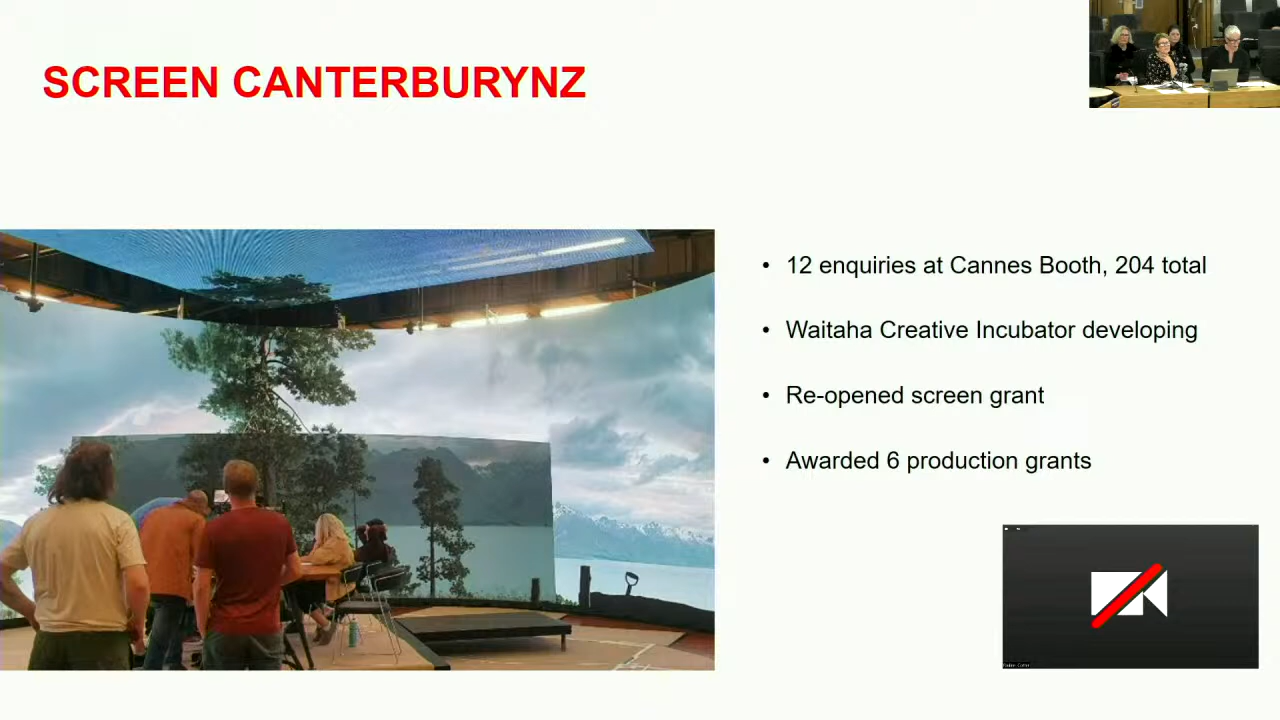 SCREEN CANTERBURYNZ
• 12 enquiries at Cannes Booth, 204 total
• Waitaha Creative Incubator developing
• Re-opened screen grant
• Awarded 6 production grants